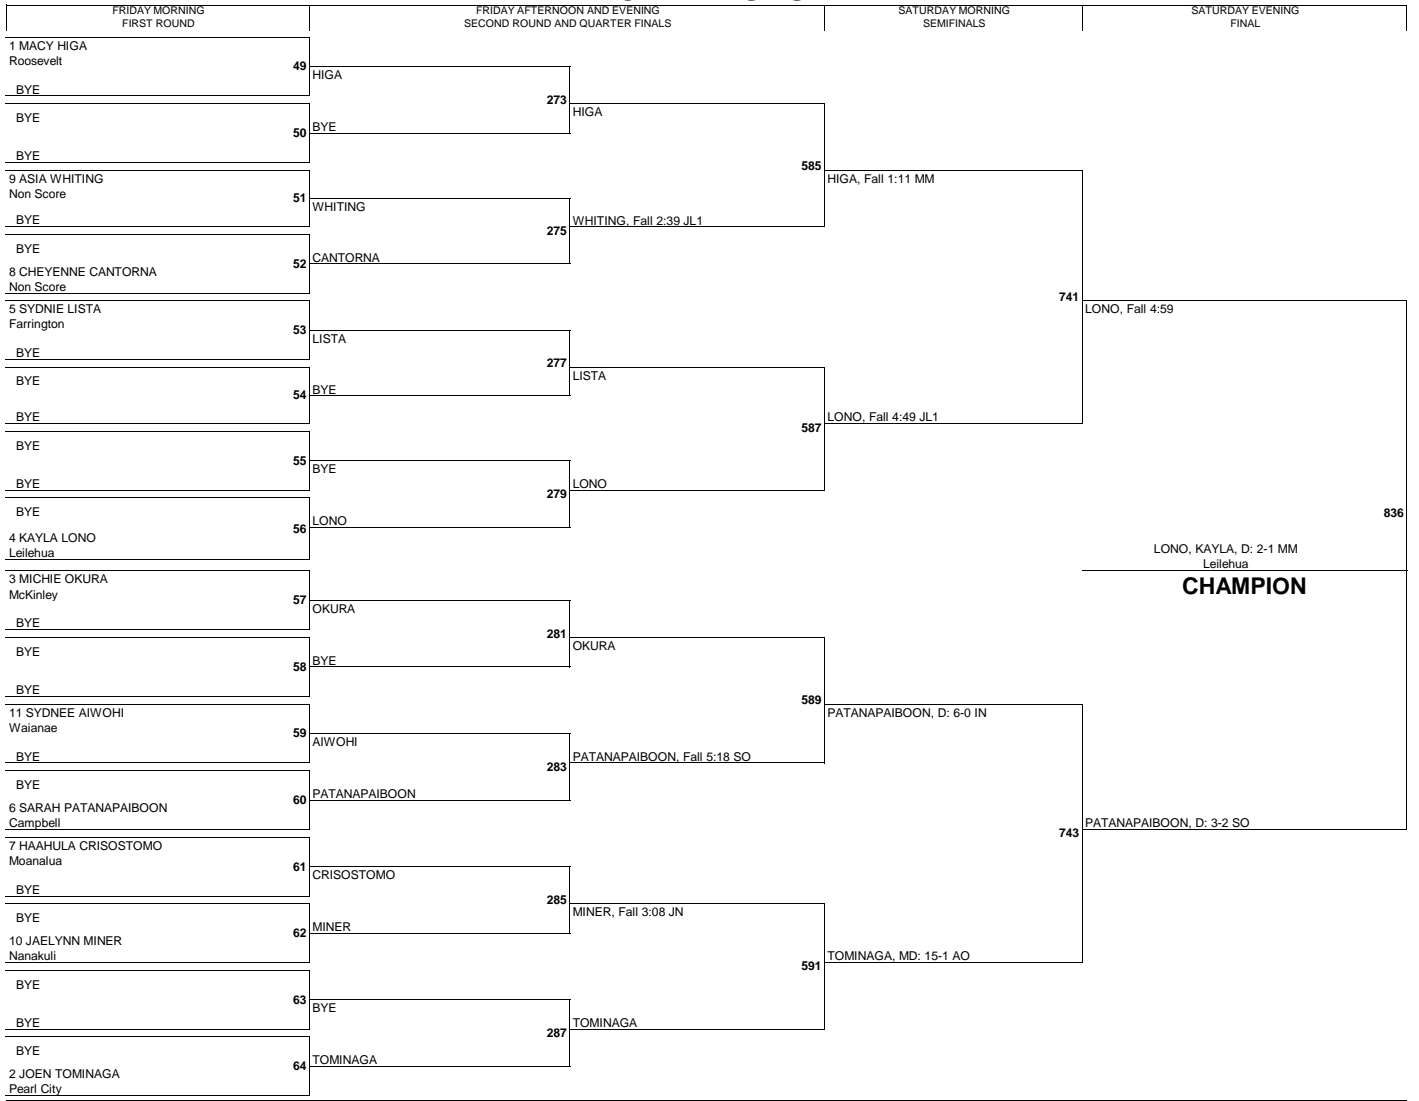 FRIDAY MORNING
FIRST ROUND
FRIDAY AFTERNOON AND EVENING
SECOND ROUND AND QUARTER FINALS
SATURDAY MORNING
SEMIFINALS
SATURDAY EVENING
FINAL
1 MACY HIGA
Roosevelt
49
BYE
BYE
50
BYE
9 ASIA WHITING
Non Score
51
BYE
BYE
52
8 CHEYENNE CANTORNA
Non Score
5 SYDNIE LISTA
Farrington
53
BYE
BYE
54
BYE
BYE
55
BYE
BYE
56
4 KAYLA LONO
Leilehua
3 MICHIE OKURA
McKinley
57
BYE
BYE
58
BYE
11 SYDNEE AIWOHI
Waianae
59
BYE
BYE
60
6 SARAH PATANAPAIBOON
Campbell
7 HAAHULA CRISOSTOMO
Moanalua
61
BYE
BYE
62
10 JAELYNN MINER
Nanakuli
BYE
63
BYE
BYE
64
2 JOEN TOMINAGA
Pearl City
HIGA
273
BYE
WHITING
275
CANTORNA
LISTA
277
BYE
BYE
279
LONO
OKURA
281
BYE
AIWOHI
283
PATANAPAIBOON
CRISOSTOMO
285
MINER
BYE
287
TOMINAGA
HIGA
585
WHITING, Fall 2:39 JL1
LISTA
587
LONO
OKURA
589
PATANAPAIBOON, Fall 5:18 SO
MINER, Fall 3:08 JN
591
TOMINAGA
HIGA, Fall 1:11 MM
741
LONO, Fall 4:49 JL1
PATANAPAIBOON, D: 6-0 IN
743
TOMINAGA, MD: 15-1 AO
LONO, Fall 4:59
836
LONO, KAYLA, D: 2-1 MM
Leilehua
CHAMPION
PATANAPAIBOON, D: 3-2 SO